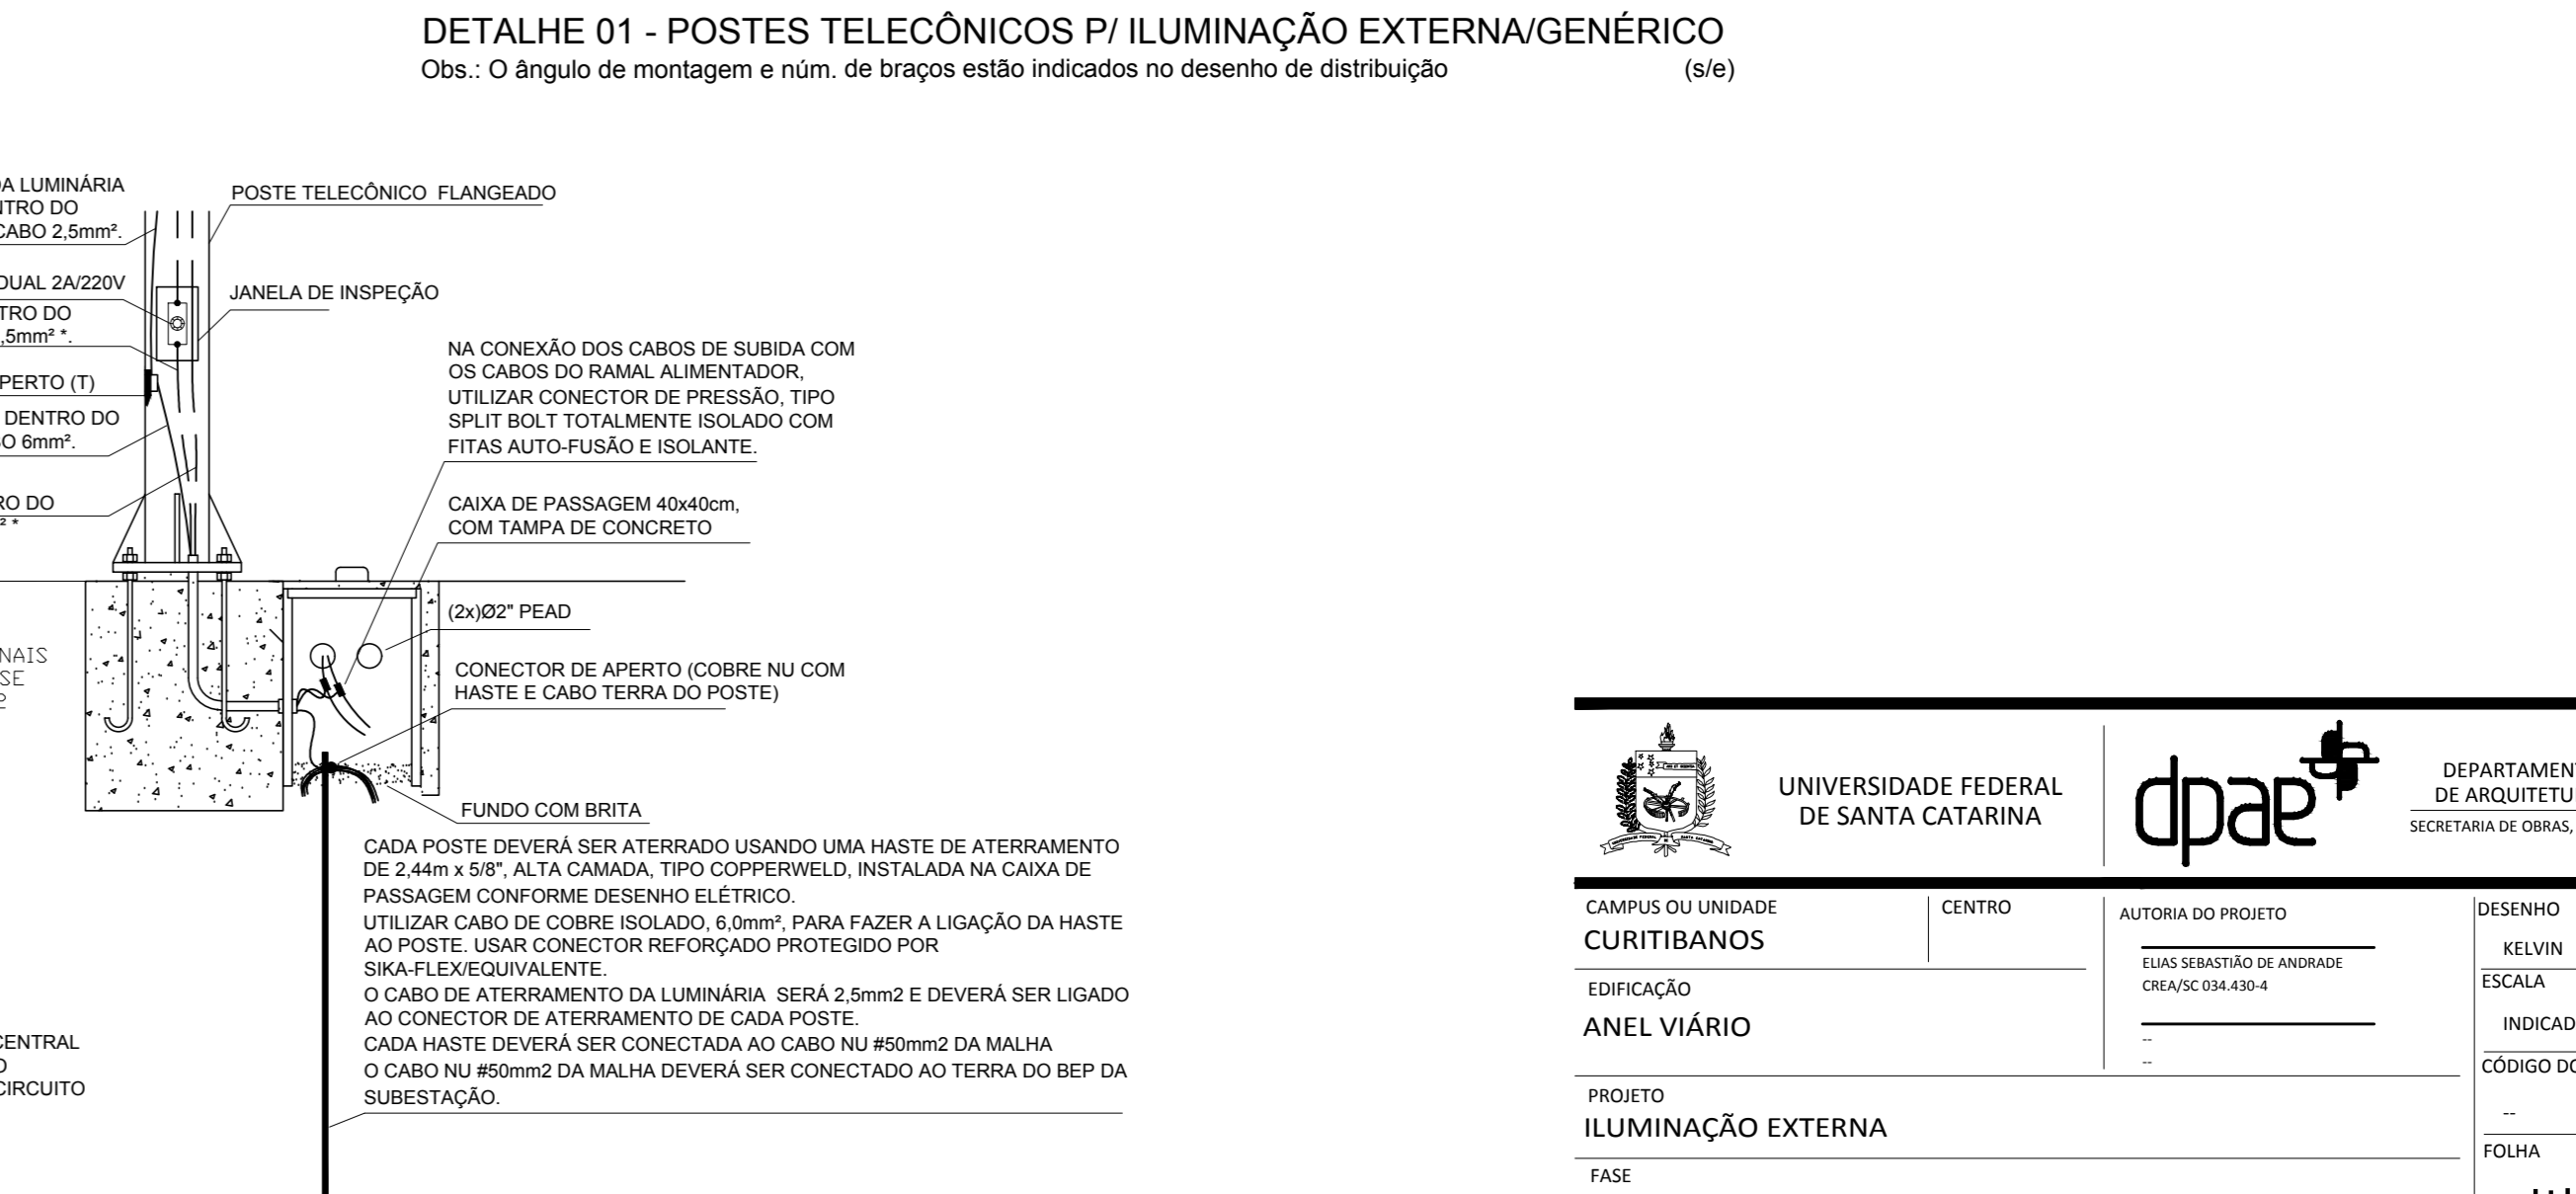 DETALHE 01 - POSTES TELECÔNICOS P/ ILUMINAÇÃO EXTERNA/GENÉRICO
Obs.: O ângulo de montagem e núm. de braços estão indicados no desenho de distribuição (s/e)
DA LUMINÁRIA
NTRO DO
CABO 2,5mm².
DUAL 2A/220V
TRO DO
,5mm² *.
PERTO (T)
DENTRO DO
O 6mm².
RO DO
² *
NAIS
SE
POSTE TELECÔNICO FLANGEADO
JANELA DE INSPEÇÃO
NA CONEXÃO DOS CABOS DE SUBIDA COM
OS CABOS DO RAMAL ALIMENTADOR,
UTILIZAR CONECTOR DE PRESSÃO, TIPO
SPLIT BOLT TOTALMENTE ISOLADO COM
FITAS AUTO-FUSÃO E ISOLANTE.
CAIXA DE PASSAGEM 40x40cm,
COM TAMPA DE CONCRETO
(2x)Ø2" PEAD
CONECTOR DE APERTO (COBRE NU COM
HASTE E CABO TERRA DO POSTE)
FUNDO COM BRITA
CADA POSTE DEVERÁ SER ATERRADO USANDO UMA HASTE DE ATERRAMENTO
DE 2,44m x 5/8", ALTA CAMADA, TIPO COPPERWELD, INSTALADA NA CAIXA DE
PASSAGEM CONFORME DESENHO ELÉTRICO.
UTILIZAR CABO DE COBRE ISOLADO, 6,0mm², PARA FAZER A LIGAÇÃO DA HASTE
AO POSTE. USAR CONECTOR REFORÇADO PROTEGIDO POR
SIKA-FLEX/EQUIVALENTE.
O CABO DE ATERRAMENTO DA LUMINÁRIA SERÁ 2,5mm2 E DEVERÁ SER LIGADO
AO CONECTOR DE ATERRAMENTO DE CADA POSTE.
CADA HASTE DEVERÁ SER CONECTADA AO CABO NU #50mm2 DA MALHA
O CABO NU #50mm2 DA MALHA DEVERÁ SER CONECTADO AO TERRA DO BEP DA
SUBESTAÇÃO.
CENTRAL
O
CIRCUITO
UNIVERSIDADE FEDERAL
DE SANTA CATARINA
dpae
DEPARTAMEN
DE ARQUITETU
SECRETARIA DE OBRAS,
CAMPUS OU UNIDADE
CURITIBANOS
CENTRO
EDIFICAÇÃO
ANEL VIÁRIO
PROJETO
ILUMINAÇÃO EXTERNA
FASE
AUTORIA DO PROJETO
ELIAS SEBASTIÃO DE ANDRADE
CREA/SC 034.430-4
--
--
DESENHO
KELVIN
ESCALA
INDICAD
CÓDIGO DO
--
FOLHA